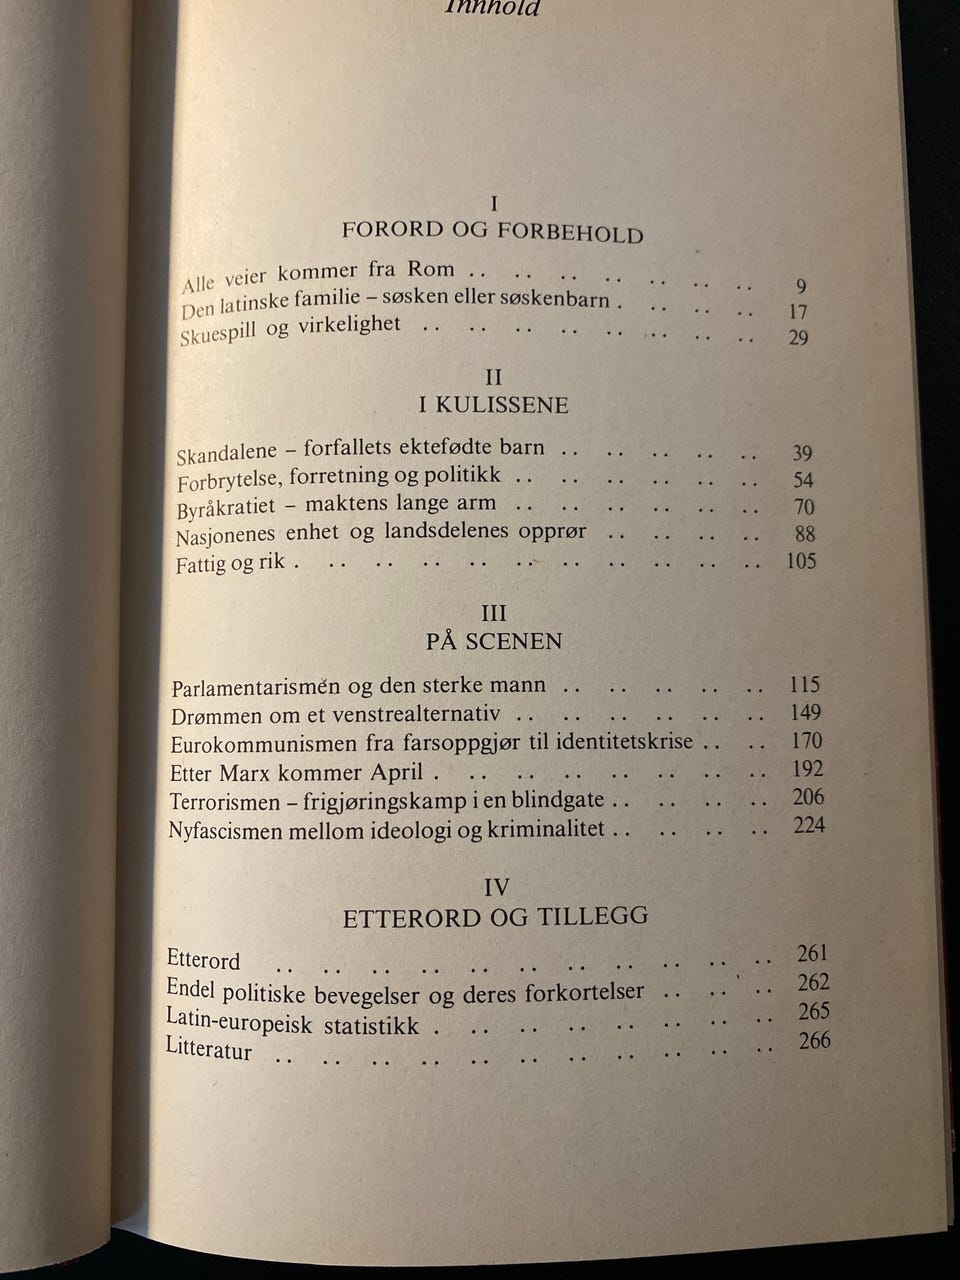 Innhold
I
FORORD OG FORBEHOLD
Alle veier kommer fra Rom .. .. .. .. .. .. .. 9
Den latinske familie – søsken eller søskenbarn . .. .. .. 17
Skuespill og virkelighet .. .. .. .. .. .. .. .. 29
II
I KULISSENE
Skandalene – forfallets ektefødte barn .. .. .. .. .. 39
Forbrytelse, forretning og politikk .. .. .. .. .. .. 54
Byråkratiet – maktens lange arm .. .. .. .. .. .. 70
Nasjonenes enhet og landsdelenes opprør .. .. .. .. 88
Fattig og rik . .. .. .. .. .. .. .. .. .. .. 105
III
PÅ SCENEN
Parlamentarismen og den sterke mann .. .. .. .. .. 115
Drømmen om et venstrealternativ .. .. .. .. .. .. 149
Eurokommunismen fra farsoppgjør til identitetskrise .. .. 170
Etter Marx kommer April . .. .. .. .. .. .. .. 192
Terrorismen – frigjøringskamp i en blindgate .. .. .. .. 206
Nyfascismen mellom ideologi og kriminalitet .. .. .. .. 224
IV
ETTERORD OG TILLEGG
Etterord .. .. .. .. .. .. .. .. .. .. .. 261
Endel politiske bevegelser og deres forkortelser .. .. .. 262
Latin-europeisk statistikk . .. .. .. .. .. .. .. 265
Litteratur .. .. .. .. .. .. .. .. .. .. .. 266